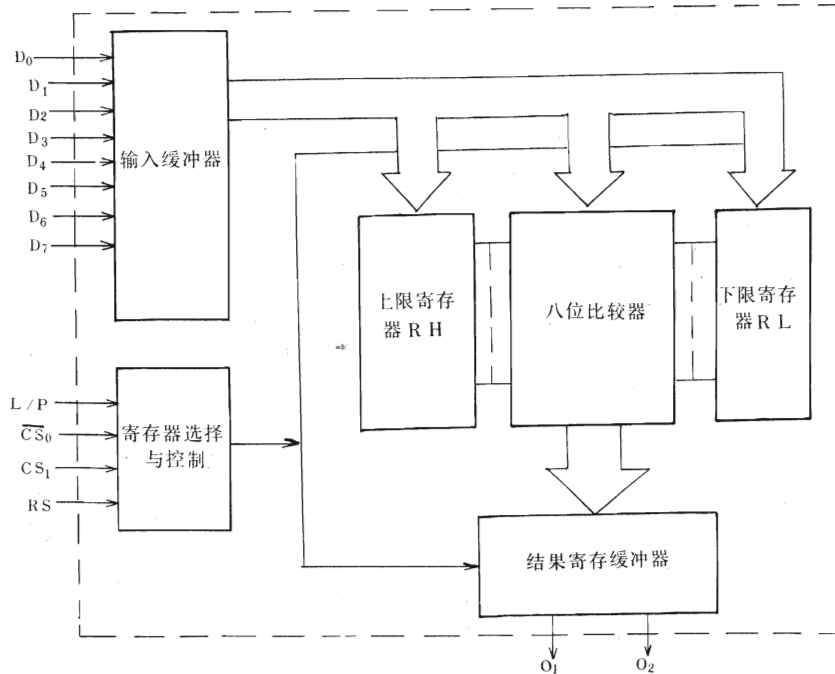 D₀
D₁
D₂
D₃
D₄
D₅
D₆
D₇
输入缓冲器
上限寄存
器RH
八位比较器
下限寄存
器RL
L/P
C̅S̅₀
CS₁
RS
寄存器选择
与控制
结果寄存缓冲器
O₁
O₂